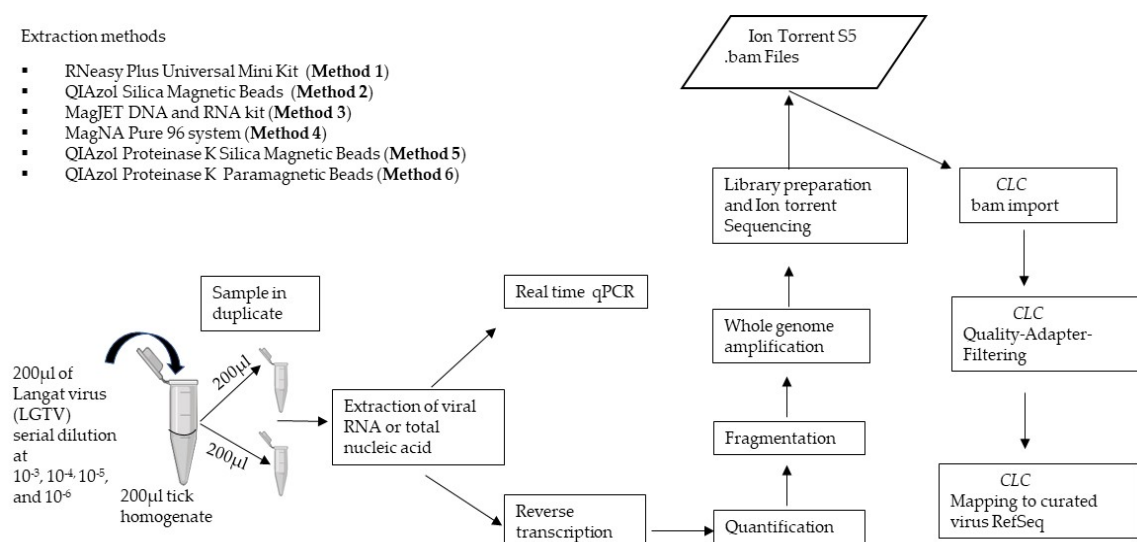 Extraction methods
▪ RNeasy Plus Universal Mini Kit (Method 1)
▪ QIAzol Silica Magnetic Beads (Method 2)
▪ MagJET DNA and RNA kit (Method 3)
▪ MagNA Pure 96 system (Method 4)
▪ QIAzol Proteinase K Silica Magnetic Beads (Method 5)
▪ QIAzol Proteinase K Paramagnetic Beads (Method 6)
200µl of
Langat virus
(LGTV)
serial dilution
at
10⁻³, 10⁻⁴, 10⁻⁵,
and 10⁻⁶
200µl tick
homogenate
Sample in
duplicate
200µl
200µl
Extraction of viral
RNA or total
nucleic acid
Real time qPCR
Reverse
transcription
Quantification
Fragmentation
Whole genome
amplification
Library preparation
and Ion torrent
Sequencing
Ion Torrent S5
.bam Files
CLC
bam import
CLC
Quality-Adapter-
Filtering
CLC
Mapping to curated
virus RefSeq